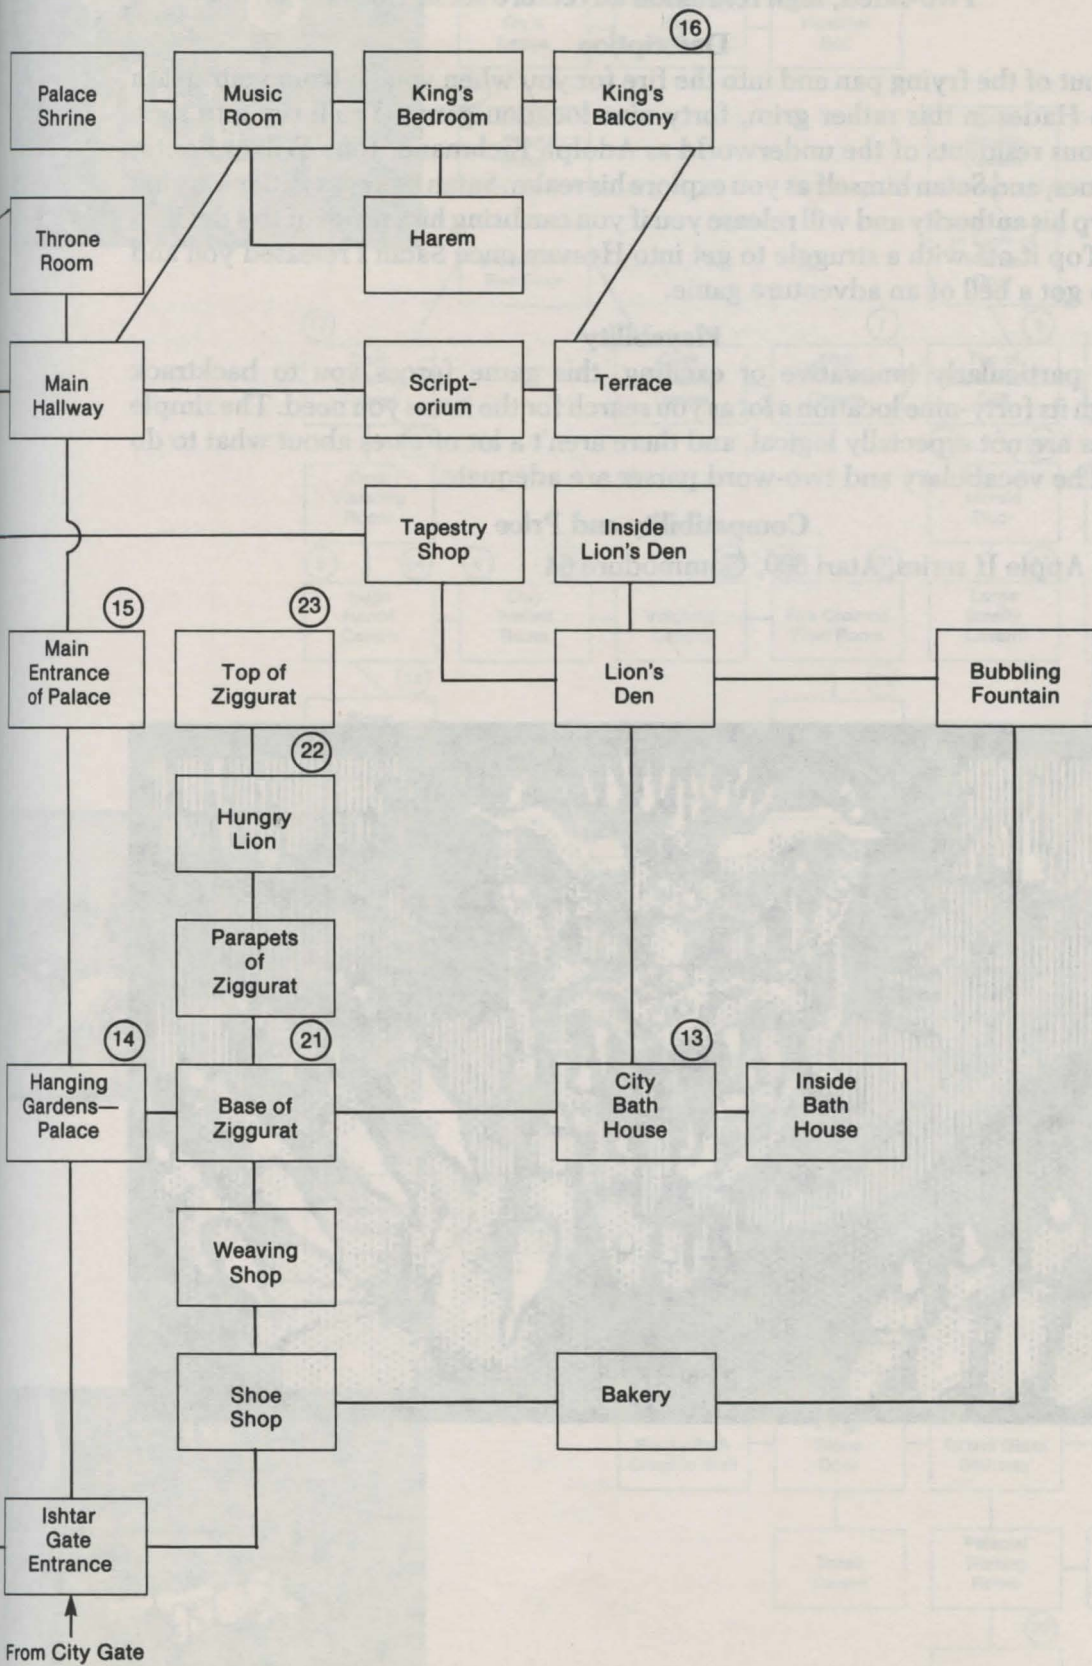 16
Palace
Shrine
Music
Room
King's
Bedroom
King's
Balcony
Throne
Room
Harem
Main
Hallway
Script-
orium
Terrace
Tapestry
Shop
Inside
Lion's Den
15
23
Main
Entrance
of Palace
Top of
Ziggurat
Lion's
Den
Bubbling
Fountain
22
Hungry
Lion
Parapets
of
Ziggurat
14
21
13
Hanging
Gardens—
Palace
Base of
Ziggurat
City
Bath
House
Inside
Bath
House
Weaving
Shop
Shoe
Shop
Bakery
Ishtar
Gate
Entrance
From City Gate